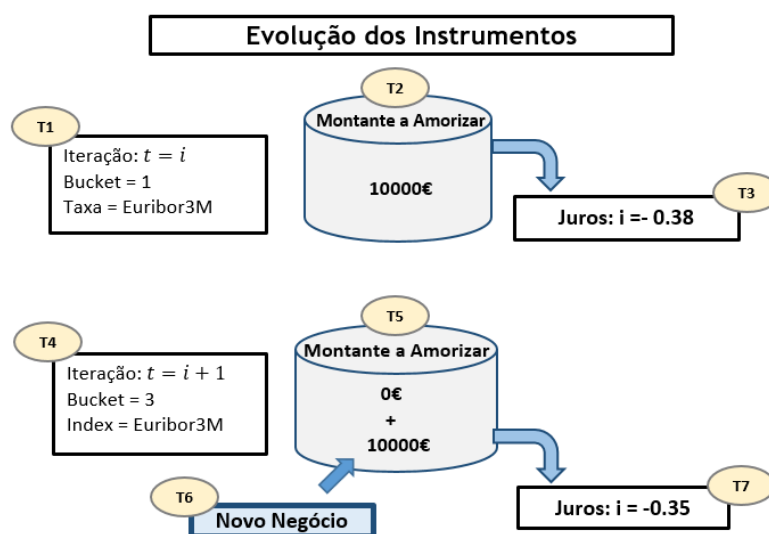 Evolução dos Instrumentos
T1
Iteração: t = i
Bucket = 1
Taxa = Euribor3M
T2
Montante a Amorizar
10000€
T3
Juros: i =- 0.38
T4
Iteração: t = i + 1
Bucket = 3
Index = Euribor3M
T5
Montante a Amorizar
0€
+
10000€
T6
Novo Negócio
T7
Juros: i = -0.35